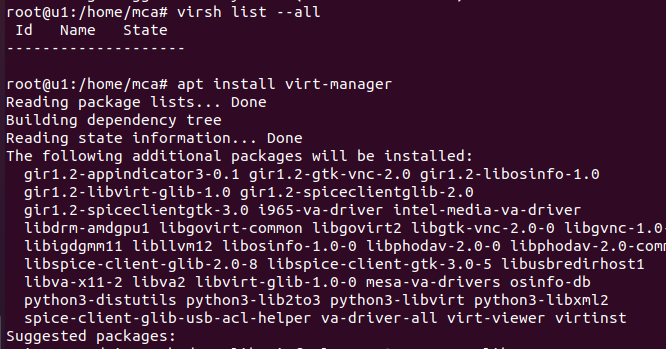 root@u1:/home/mca# virsh list --all
 Id   Name   State
--------------------
root@u1:/home/mca# apt install virt-manager
Reading package lists... Done
Building dependency tree
Reading state information... Done
The following additional packages will be installed:
  gir1.2-appindicator3-0.1 gir1.2-gtk-vnc-2.0 gir1.2-libosinfo-1.0
  gir1.2-libvirt-glib-1.0 gir1.2-spiceclientglib-2.0
  gir1.2-spiceclientgtk-3.0 i965-va-driver intel-media-va-driver
  libdrm-amdgpu1 libgovirt-common libgovirt2 libgtk-vnc-2.0-0 libgvnc-1.0-
  libigdgmm11 libllvm12 libosinfo-1.0-0 libphodav-2.0-0 libphodav-2.0-com
  libspice-client-glib-2.0-8 libspice-client-gtk-3.0-5 libusbredirhost1
  libva-x11-2 libva2 libvirt-glib-1.0-0 mesa-va-drivers osinfo-db
  python3-distutils python3-lib2to3 python3-libvirt python3-libxml2
  spice-client-glib-usb-acl-helper va-driver-all virt-viewer virtinst
Suggested packages: